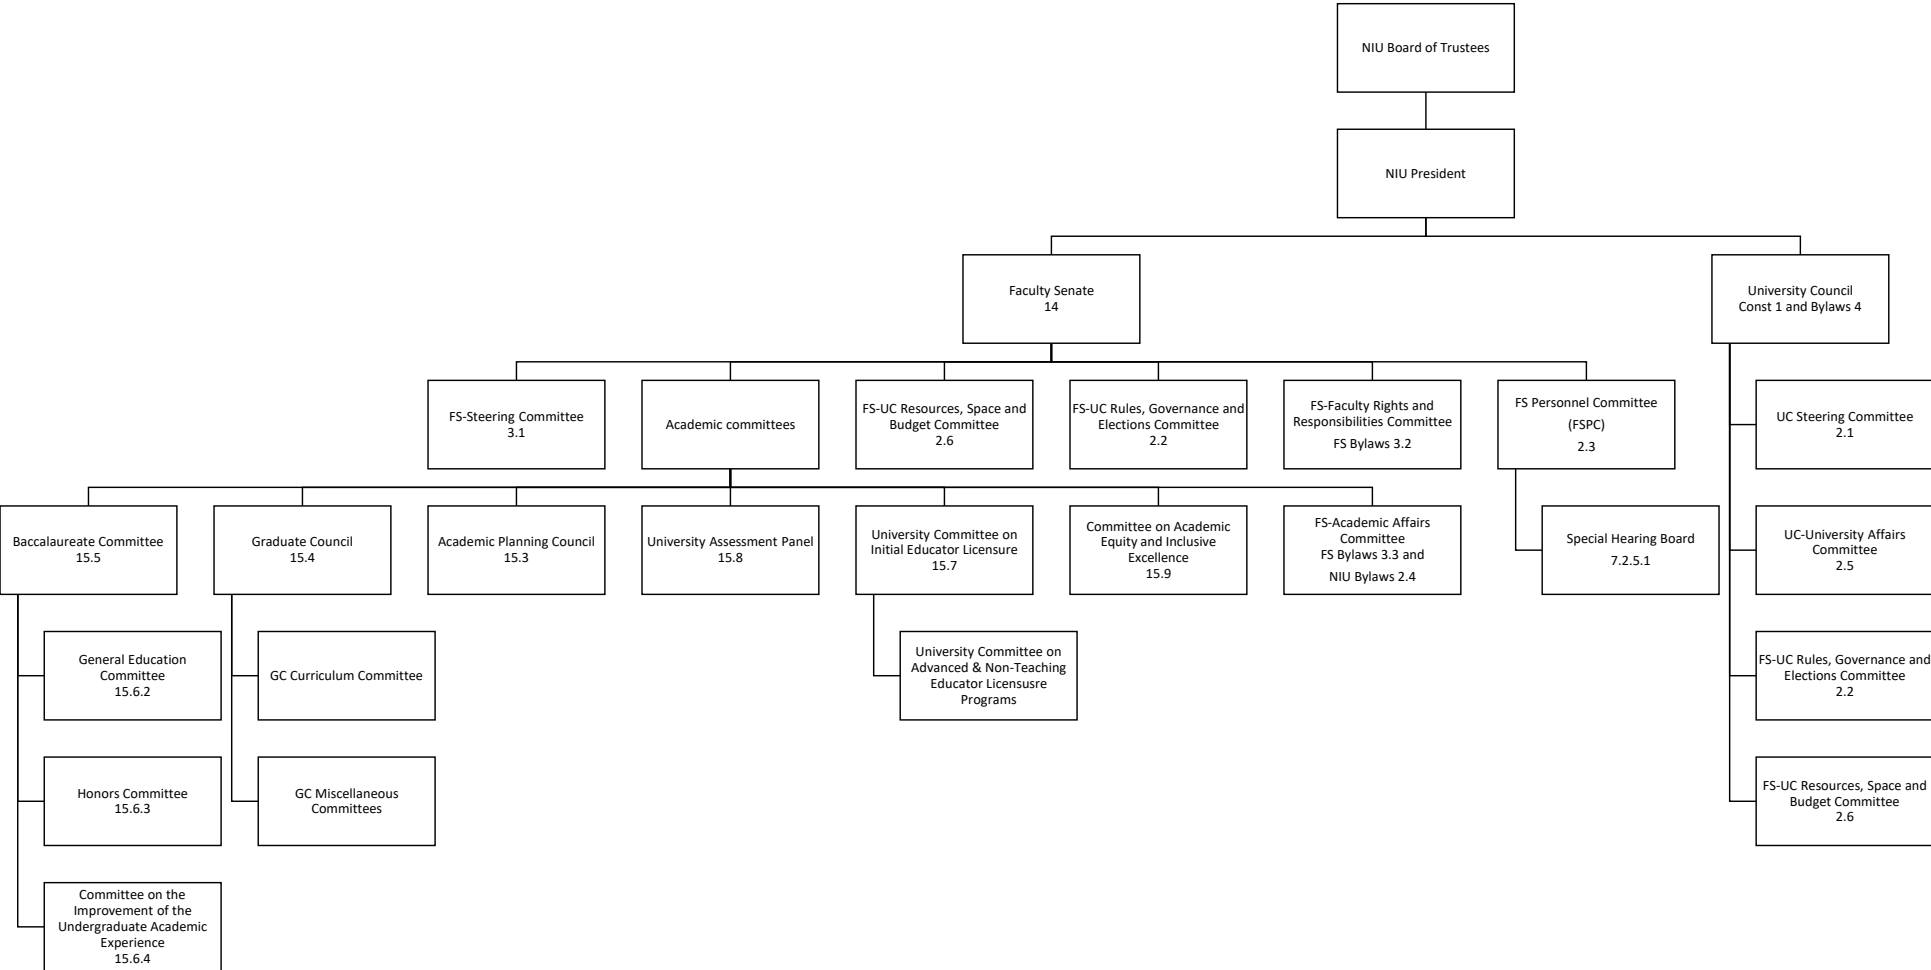 NIU Board of Trustees
NIU President
Faculty Senate
14
University Council
Const 1 and Bylaws 4
FS-Steering Committee
3.1
Academic committees
FS-UC Resources, Space and
Budget Committee
2.6
FS-UC Rules, Governance and
Elections Committee
2.2
FS-Faculty Rights and
Responsibilities Committee
FS Bylaws 3.2
FS Personnel Committee
(FSPC)
2.3
UC Steering Committee
2.1
Baccalaureate Committee
15.5
Graduate Council
15.4
Academic Planning Council
15.3
University Assessment Panel
15.8
University Committee on
Initial Educator Licensure
15.7
Committee on Academic
Equity and Inclusive
Excellence
15.9
FS-Academic Affairs
Committee
FS Bylaws 3.3 and
NIU Bylaws 2.4
Special Hearing Board
7.2.5.1
UC-University Affairs
Committee
2.5
General Education
Committee
15.6.2
GC Curriculum Committee
University Committee on
Advanced & Non-Teaching
Educator Licensusre
Programs
FS-UC Rules, Governance and
Elections Committee
2.2
Honors Committee
15.6.3
GC Miscellaneous
Committees
FS-UC Resources, Space and
Budget Committee
2.6
Committee on the
Improvement of the
Undergraduate Academic
Experience
15.6.4